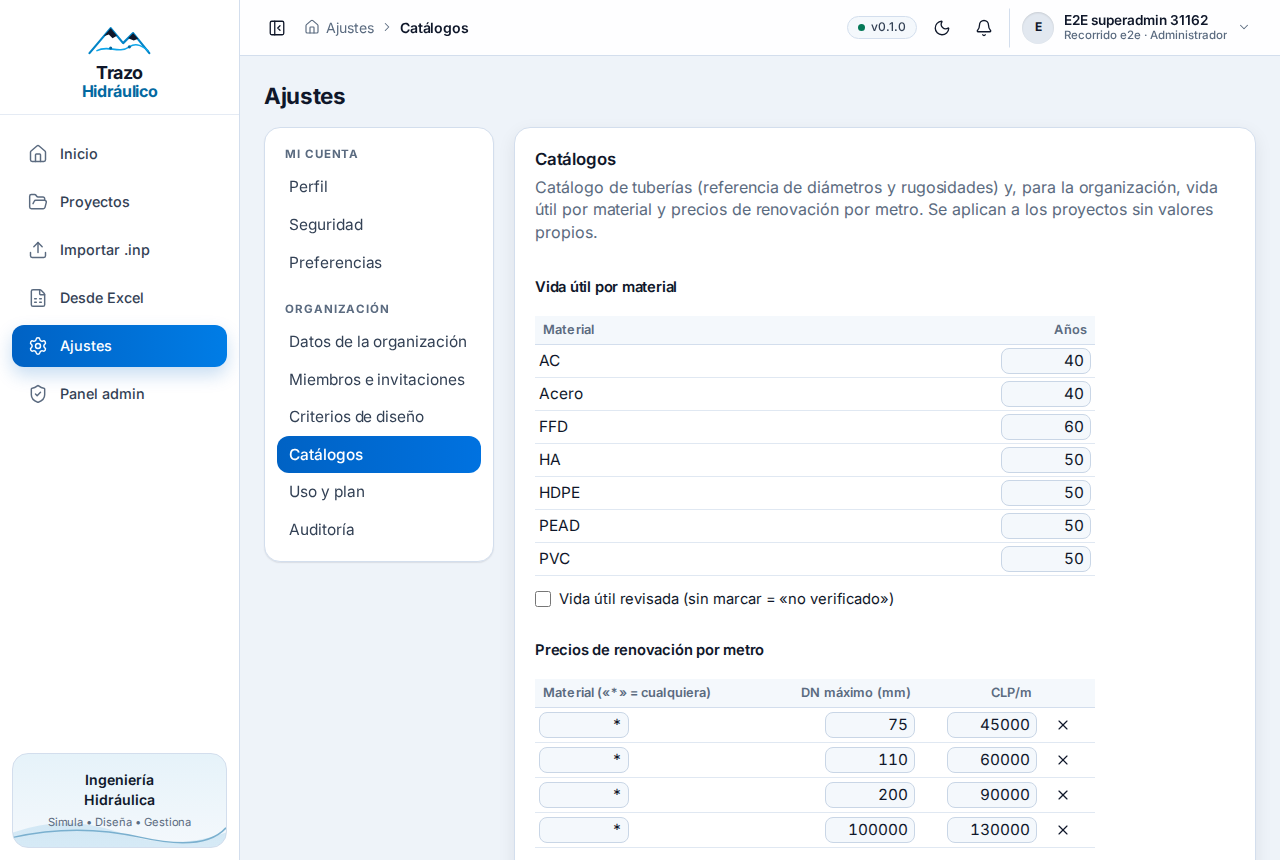 Trazo
Hidráulico
Inicio
Proyectos
Importar .inp
Desde Excel
Ajustes
Panel admin
Ingeniería
Hidráulica
Simula • Diseña • Gestiona
Ajustes > Catálogos
v0.1.0
E
E2E superadmin 31162
Recorrido e2e · Administrador
Ajustes
MI CUENTA
Perfil
Seguridad
Preferencias
ORGANIZACIÓN
Datos de la organización
Miembros e invitaciones
Criterios de diseño
Catálogos
Uso y plan
Auditoría
Catálogos
Catálogo de tuberías (referencia de diámetros y rugosidades) y, para la organización, vida
útil por material y precios de renovación por metro. Se aplican a los proyectos sin valores
propios.
Vida útil por material
Material Años
AC 40
Acero 40
FFD 60
HA 50
HDPE 50
PEAD 50
PVC 50
Vida útil revisada (sin marcar = «no verificado»)
Precios de renovación por metro
Material («*» = cualquiera) DN máximo (mm) CLP/m
* 75 45000 ×
* 110 60000 ×
* 200 90000 ×
* 100000 130000 ×